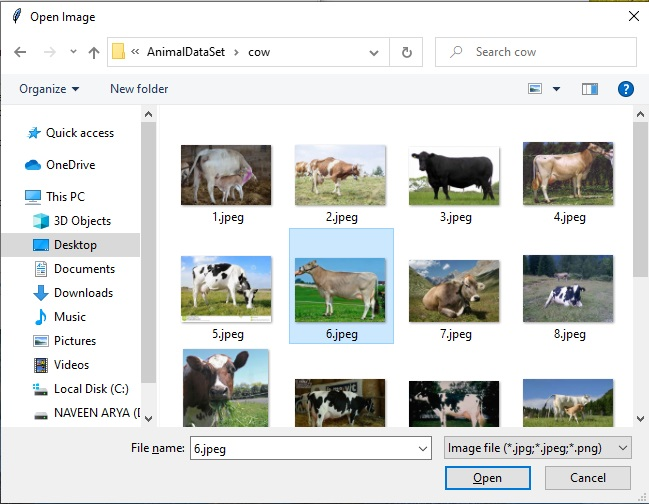 Open Image
AnimalDataSet cow
Search cow
Organize New folder
Quick access
OneDrive
This PC
3D Objects
Desktop
Documents
Downloads
Music
Pictures
Videos
Local Disk (C:)
NAVEEN ARYA (
1.jpeg 2.jpeg 3.jpeg 4.jpeg
5.jpeg 6.jpeg 7.jpeg 8.jpeg
File name: 6.jpeg Image file (*.jpg;*.jpeg;*.png)
Open Cancel